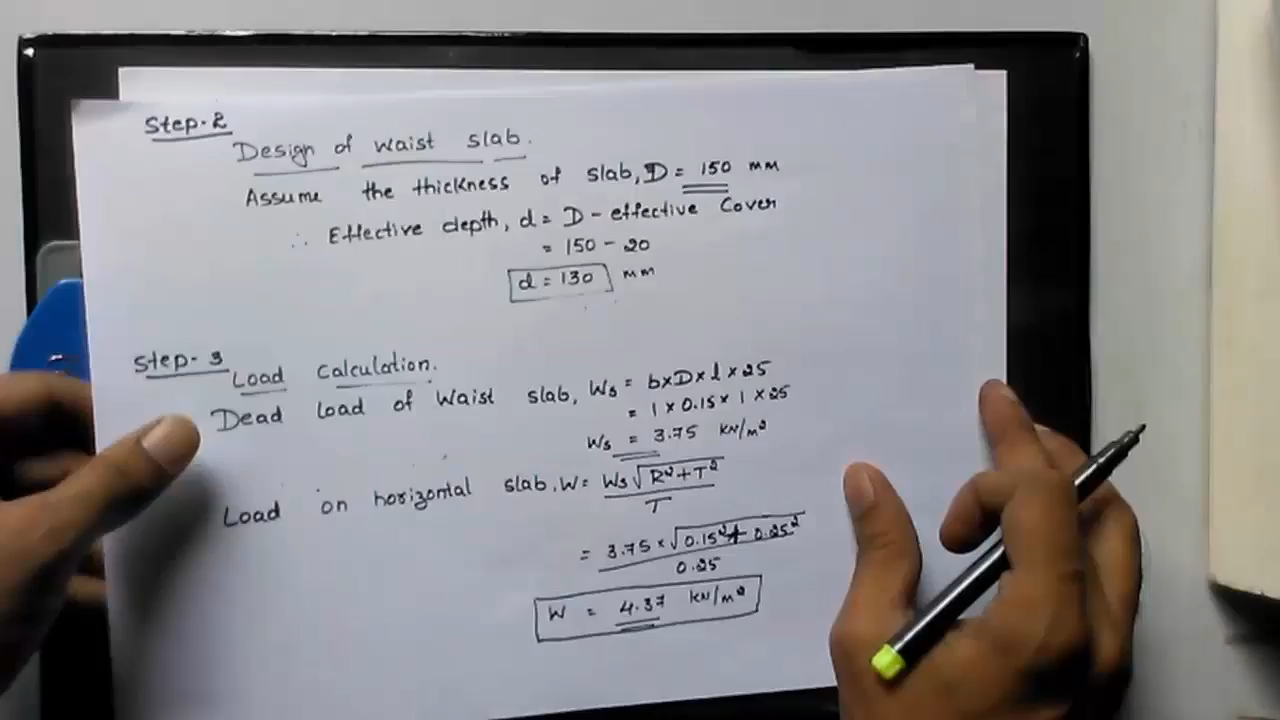 Step-2
Design of waist slab.
Assume the thickness of slab, D = 150 mm
∴ Effective depth, d = D - effective Cover
= 150 - 20
d = 130 mm
Step-3
Load Calculation.
Dead load of Waist slab, Ws = b×D×l×25
= 1×0.15×1×25
Ws = 3.75 kN/m²
Load on horizontal slab, W = Ws√R²+T² / T
= 3.75×√0.15²+0.25² / 0.25
W = 4.37 kN/m²